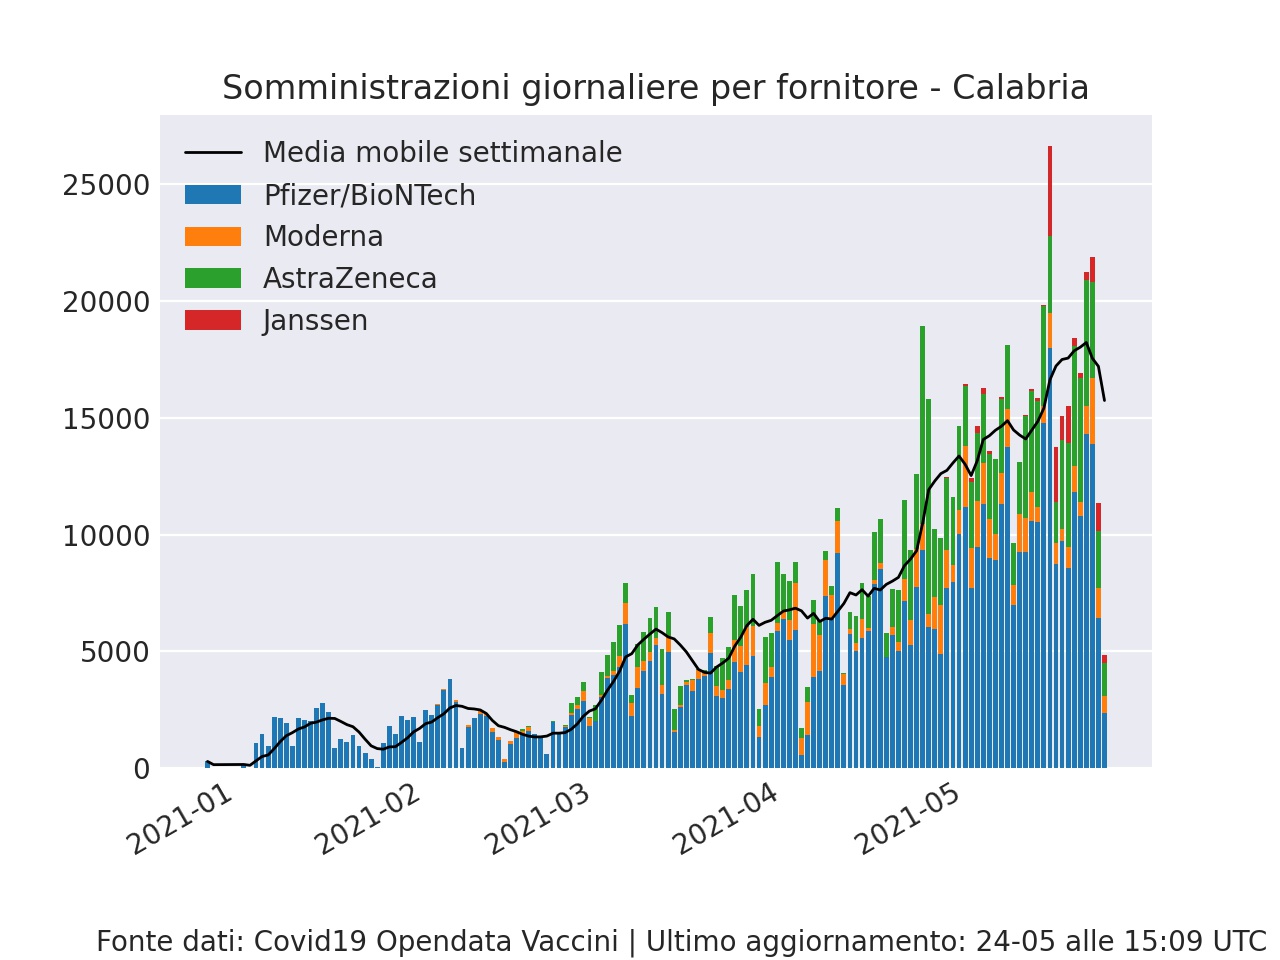 Somministrazioni giornaliere per fornitore - Calabria
Media mobile settimanale
Pfizer/BioNTech
Moderna
AstraZeneca
Janssen
25000
20000
15000
10000
5000
0
2021-01
2021-02
2021-03
2021-04
2021-05
Fonte dati: Covid19 Opendata Vaccini | Ultimo aggiornamento: 24-05 alle 15:09 UTC